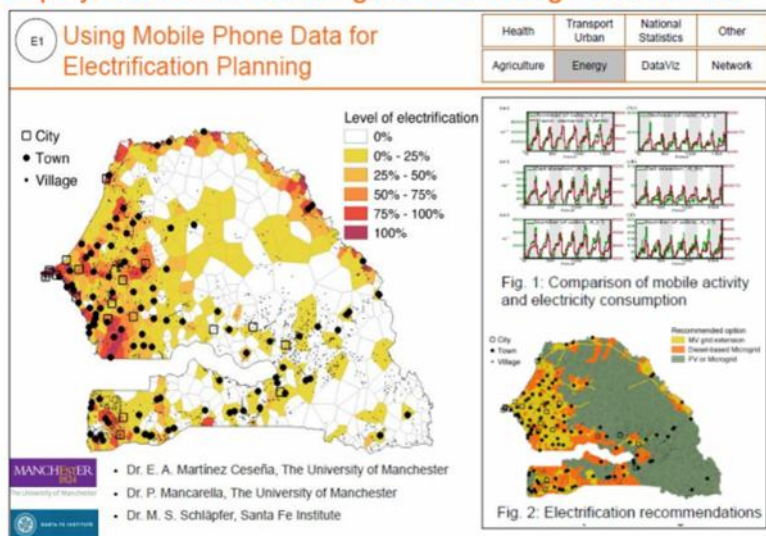 E1
Using Mobile Phone Data for
Electrification Planning
Health
Transport
Urban
National
Statistics
Other
Agriculture
Energy
DataViz
Network
□ City
● Town
• Village
Level of electrification
0%
0% - 25%
25% - 50%
50% - 75%
75% - 100%
100%
Fig. 1: Comparison of mobile activity
and electricity consumption
□ City
● Town
• Village
Recommended option
MV grid extension
Diesel-based Microgrid
PV or Microgrid
Fig. 2: Electrification recommendations
MANCHESTER
1824
The University of Manchester
SANTA FE INSTITUTE
• Dr. E. A. Martínez Ceseña, The University of Manchester
• Dr. P. Mancarella, The University of Manchester
• Dr. M. S. Schläpfer, Santa Fe Institute